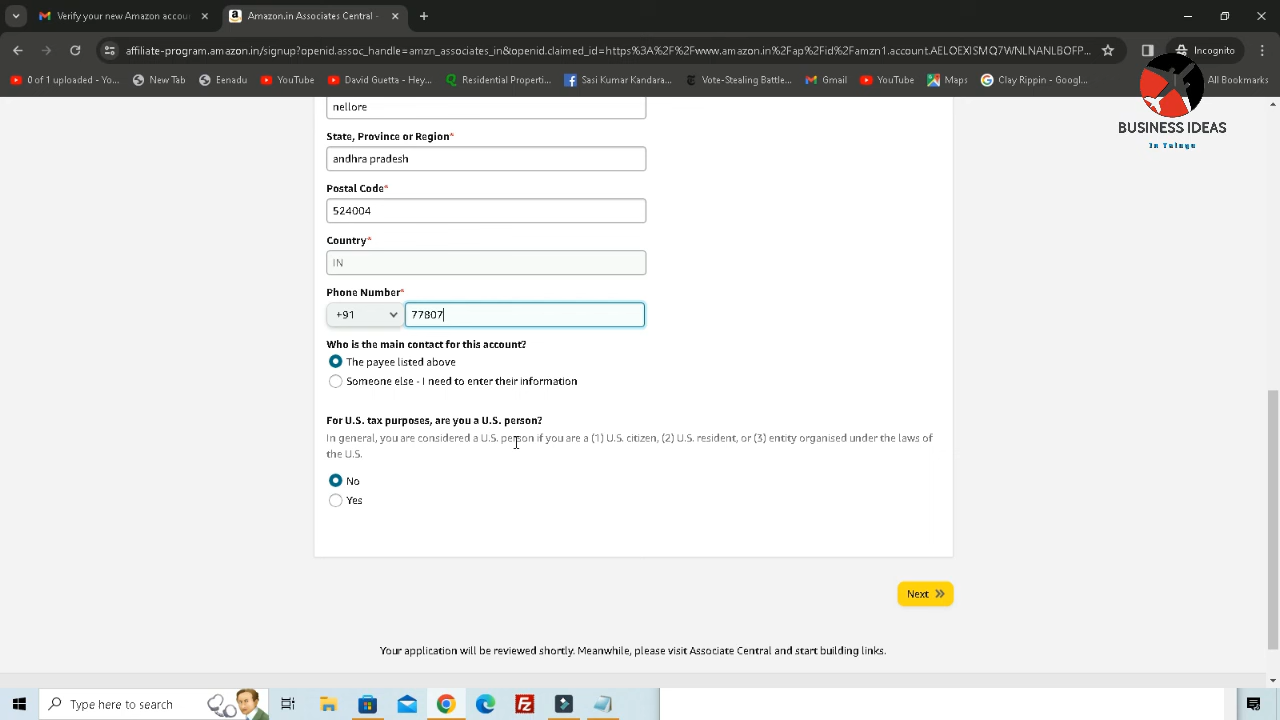 Verify your new Amazon accou
Amazon.in Associates Central -
affiliate-program.amazon.in/signup?openid.assoc_handle=amzn_associates_in&openid.claimed_id=https%3A%2F%2Fwww.amazon.in%2Fap%2Fid%2Famzn1.account.AELOEXISMQ7WNLNANLBOFP...
Incognito
0 of 1 uploaded - Yo...
New Tab
Eenadu
YouTube
David Guetta - Hey...
Residential Properti...
Sasi Kumar Kandara...
Vote-Stealing Battle...
Gmail
YouTube
Maps
Clay Rippin - Googl...
All Bookmarks
BUSINESS IDEAS
In Telugu
nellore
State, Province or Region*
andhra pradesh
Postal Code*
524004
Country*
IN
Phone Number*
+91 77807
Who is the main contact for this account?
The payee listed above
Someone else - I need to enter their information
For U.S. tax purposes, are you a U.S. person?
In general, you are considered a U.S. person if you are a (1) U.S. citizen, (2) U.S. resident, or (3) entity organised under the laws of
the U.S.
No
Yes
Next
Your application will be reviewed shortly. Meanwhile, please visit Associate Central and start building links.
Type here to search